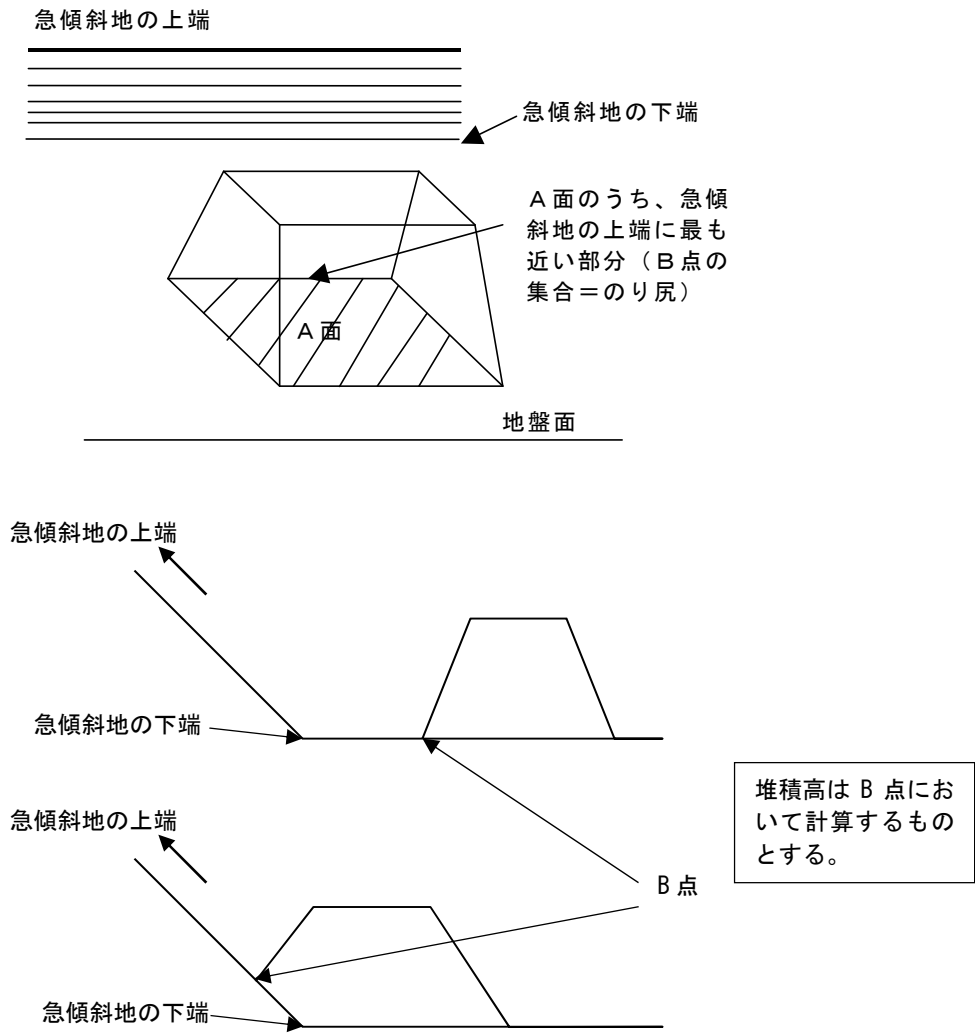 急傾斜地の上端
急傾斜地の下端
A面のうち、急傾
斜地の上端に最も
近い部分（B点の
集合＝のり尻）
A面
地盤面
急傾斜地の上端
急傾斜地の下端
堆積高は B 点にお
いて計算するもの
とする。
急傾斜地の上端
B点
急傾斜地の下端